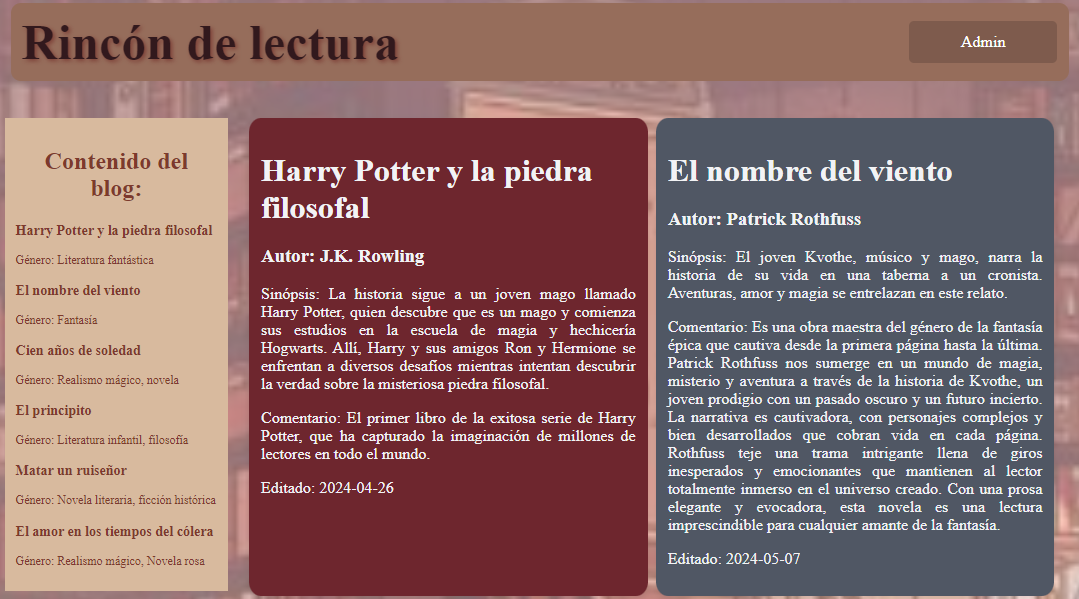 Rincón de lectura
Admin
Contenido del
blog:
Harry Potter y la piedra filosofal
Género: Literatura fantástica
El nombre del viento
Género: Fantasía
Cien años de soledad
Género: Realismo mágico, novela
El principito
Género: Literatura infantil, filosofía
Matar un ruiseñor
Género: Novela literaria, ficción histórica
El amor en los tiempos del cólera
Género: Realismo mágico, Novela rosa
Harry Potter y la piedra
filosofal
Autor: J.K. Rowling
Sinópsis: La historia sigue a un joven mago llamado
Harry Potter, quien descubre que es un mago y comienza
sus estudios en la escuela de magia y hechicería
Hogwarts. Allí, Harry y sus amigos Ron y Hermione se
enfrentan a diversos desafíos mientras intentan descubrir
la verdad sobre la misteriosa piedra filosofal.
Comentario: El primer libro de la exitosa serie de Harry
Potter, que ha capturado la imaginación de millones de
lectores en todo el mundo.
Editado: 2024-04-26
El nombre del viento
Autor: Patrick Rothfuss
Sinópsis: El joven Kvothe, músico y mago, narra la
historia de su vida en una taberna a un cronista.
Aventuras, amor y magia se entrelazan en este relato.
Comentario: Es una obra maestra del género de la fantasía
épica que cautiva desde la primera página hasta la última.
Patrick Rothfuss nos sumerge en un mundo de magia,
misterio y aventura a través de la historia de Kvothe, un
joven prodigio con un pasado oscuro y un futuro incierto.
La narrativa es cautivadora, con personajes complejos y
bien desarrollados que cobran vida en cada página.
Rothfuss teje una trama intrigante llena de giros
inesperados y emocionantes que mantienen al lector
totalmente inmerso en el universo creado. Con una prosa
elegante y evocadora, esta novela es una lectura
imprescindible para cualquier amante de la fantasía.
Editado: 2024-05-07